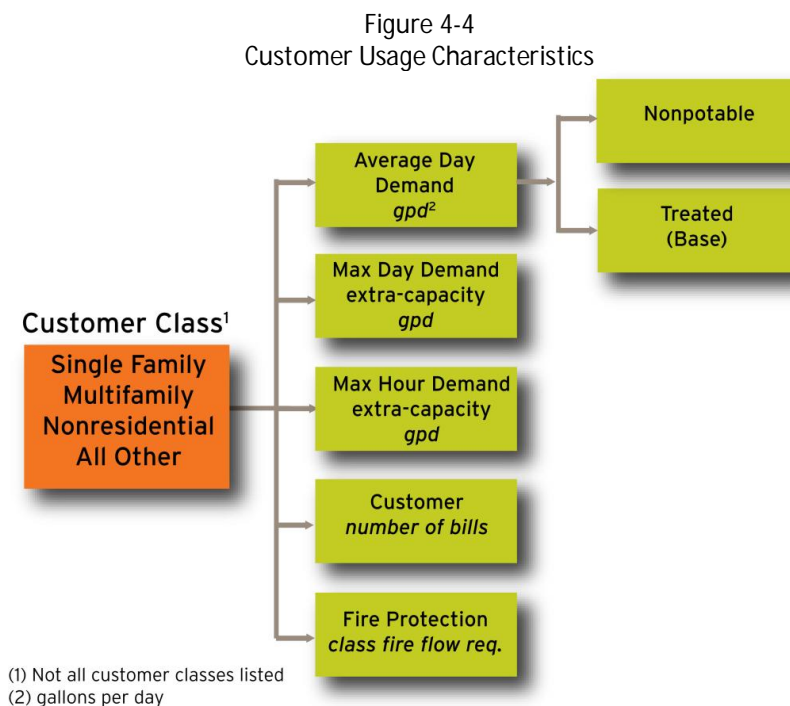 Figure 4-4
Customer Usage Characteristics
Customer Class¹
Single Family
Multifamily
Nonresidential
All Other
Average Day
Demand
gpd²
Max Day Demand
extra-capacity
gpd
Max Hour Demand
extra-capacity
gpd
Customer
number of bills
Fire Protection
class fire flow req.
Nonpotable
Treated
(Base)
(1) Not all customer classes listed
(2) gallons per day